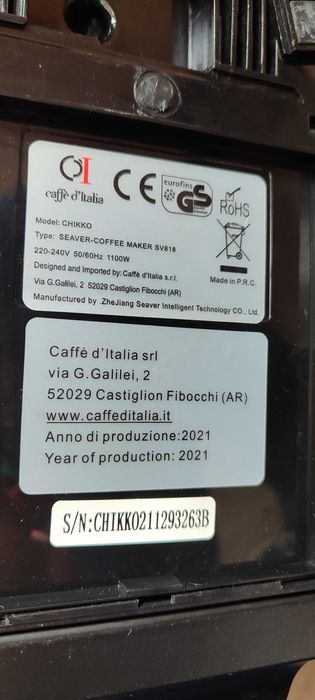 CI
caffè d'Italia
CE
eurofins
GS
RoHS
Model: CHIKKO
Type: SEAVER-COFFEE MAKER SV818
220-240V 50/60Hz 1100W
Designed and Imported by: Caffè d'Italia s.r.l.
Via G.Galilei, 2 52029 Castiglion Fibocchi (AR)
Made in P.R.C.
Manufactured by .ZheJiang Seaver Intelligent Technology CO., Ltd.
Caffè d'Italia srl
via G.Galilei, 2
52029 Castiglion Fibocchi (AR)
www.caffeditalia.it
Anno di produzione:2021
Year of production: 2021
S/N:CHIKKO211293263B